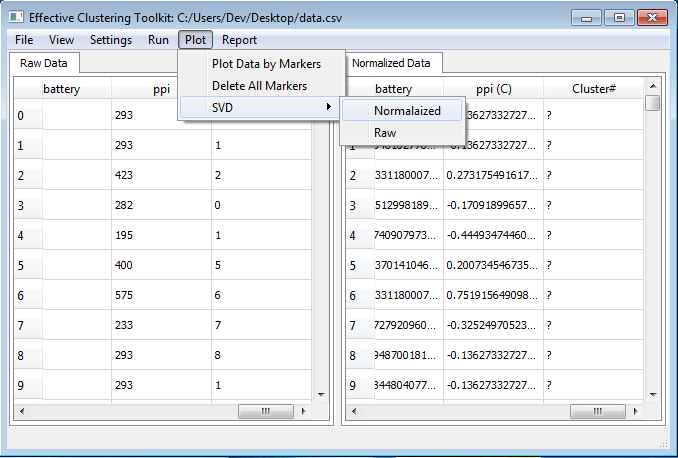 Effective Clustering Toolkit: C:/Users/Dev/Desktop/data.csv
File View Settings Run Plot Report
Raw Data
Plot Data by Markers
Delete All Markers
SVD
Normalaized
Raw
Normalized Data
battery ppi
0 293
1 293 1
2 423 2
3 282 0
4 195 1
5 400 5
6 575 6
7 233 7
8 293 8
9 293 1
battery ppi (C) Cluster#
.13627332727... ?
1 .13627332727... ?
2 331180007... 0.273175491617... ?
3 512998189... -0.17091899657... ?
4 740907973... -0.44493474460... ?
5 370141046... 0.200734546735... ?
6 331180007... 0.751915649098... ?
7 727920960... -0.32524970523... ?
8 948700181... -0.13627332727... ?
9 344804077... -0.13627332727... ?